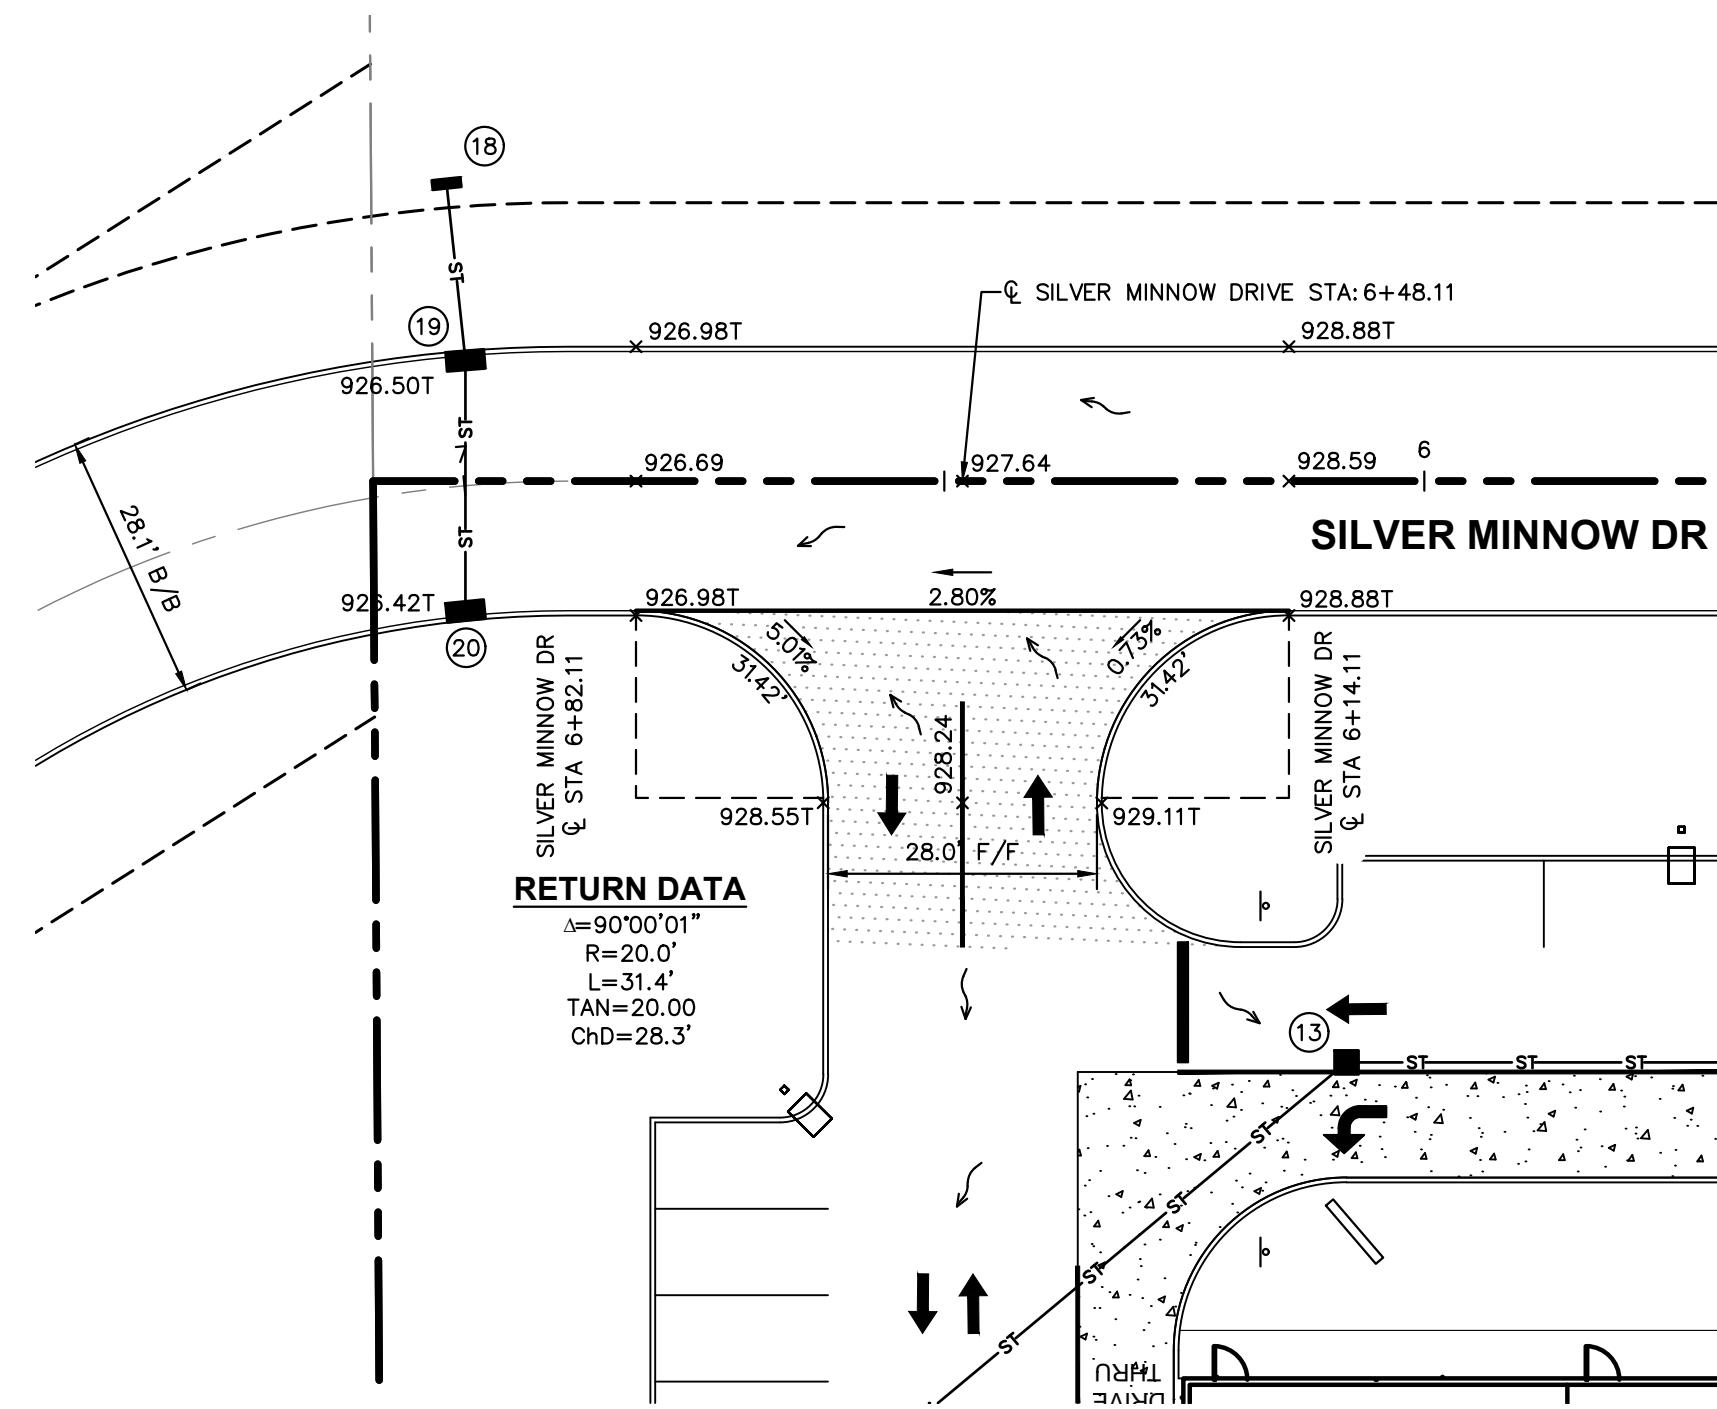 18
ST
℄ SILVER MINNOW DRIVE STA: 6+48.11
19
926.98T
928.88T
926.50T
ST
7
926.69
927.64
928.59
6
28.1' B/B
ST
SILVER MINNOW DR
926.42T
926.98T
2.80%
928.88T
20
5.01%
31.42'
0.73%
31.42'
SILVER MINNOW DR
℄ STA 6+82.11
SILVER MINNOW DR
℄ STA 6+14.11
928.24
928.55T
929.11T
28.0' F/F
RETURN DATA
Δ=90°00'01"
R=20.0'
L=31.4'
TAN=20.00
ChD=28.3'
13
ST
ST
ST
ST
ST
ST
ST
DRIVE
THRU